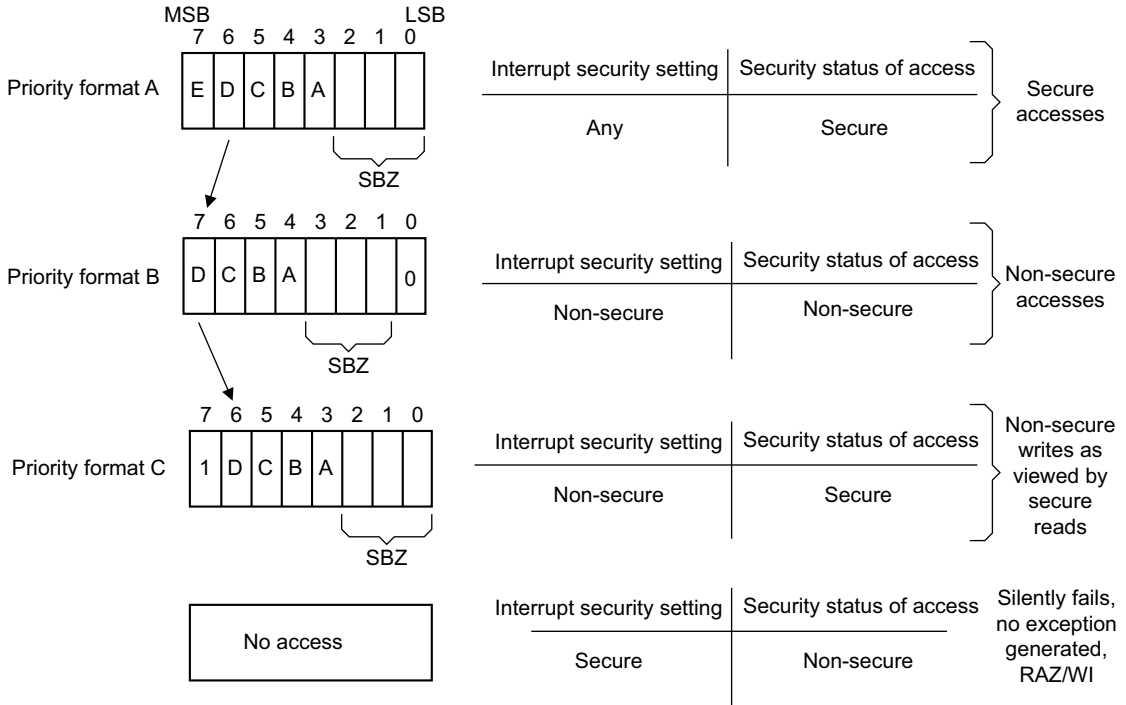 MSB LSB
7 6 5 4 3 2 1 0
Priority format A E D C B A
SBZ
Interrupt security setting Security status of access
Any Secure
Secure
accesses
7 6 5 4 3 2 1 0
Priority format B D C B A 0
SBZ
Interrupt security setting Security status of access
Non-secure Non-secure
Non-secure
accesses
7 6 5 4 3 2 1 0
Priority format C 1 D C B A
SBZ
Interrupt security setting Security status of access
Non-secure Secure
Non-secure
writes as
viewed by
secure
reads
No access
Interrupt security setting Security status of access
Secure Non-secure
Silently fails,
no exception
generated,
RAZ/WI